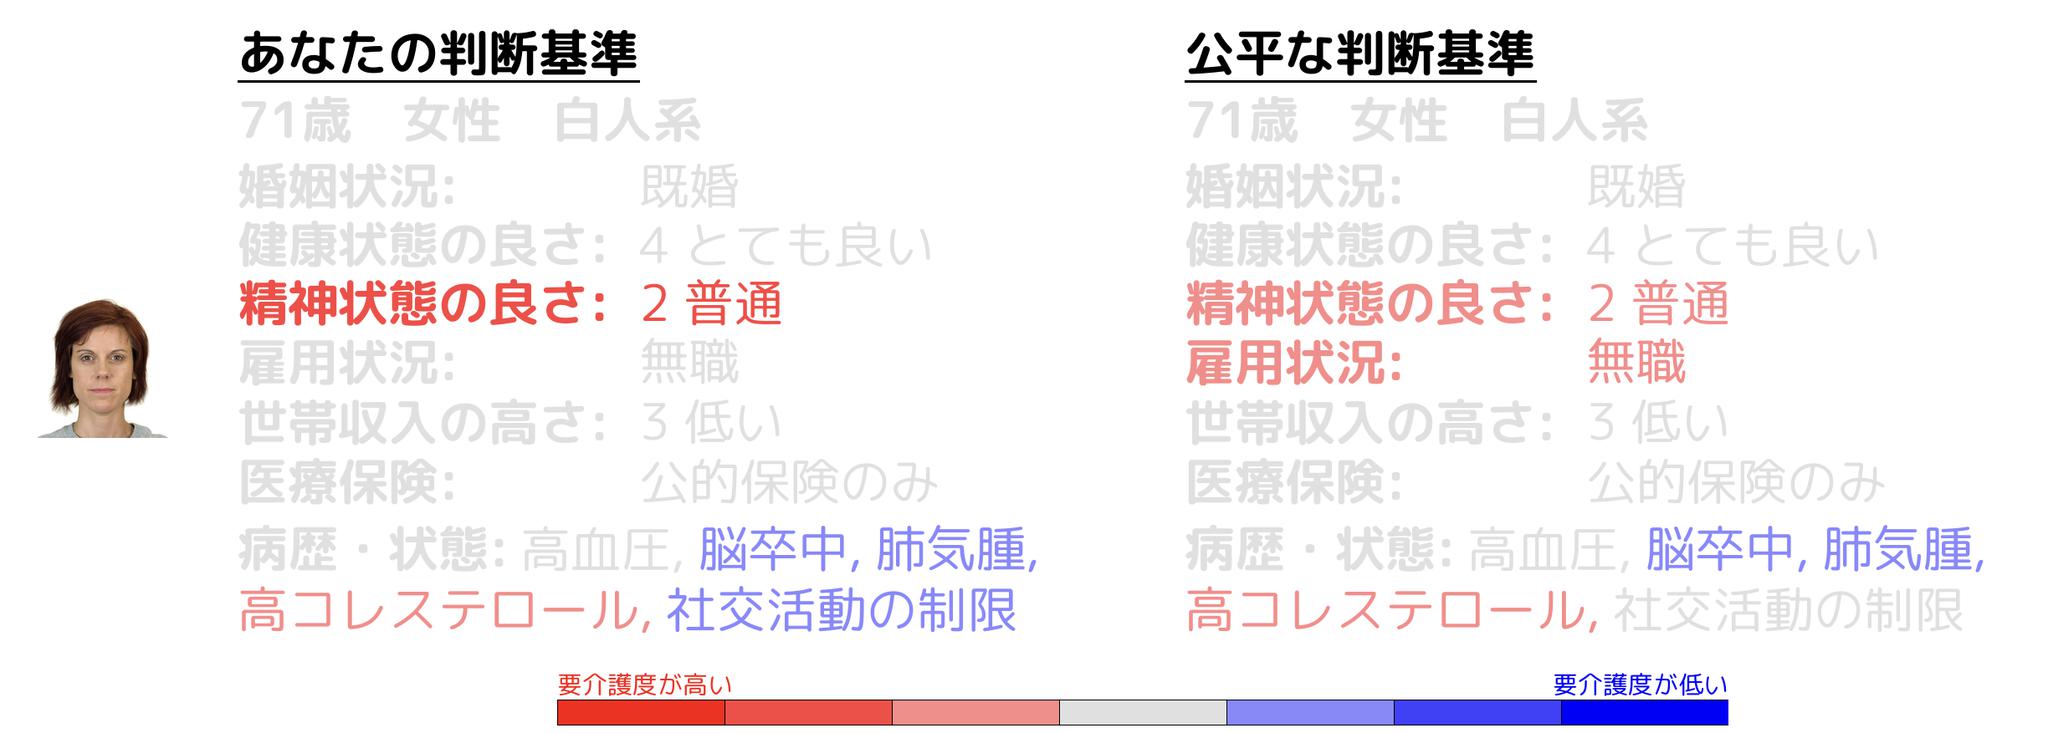 あなたの判断基準
71歳　女性　白人系
婚姻状況: 既婚
健康状態の良さ: 4 とても良い
精神状態の良さ: 2 普通
雇用状況: 無職
世帯収入の高さ: 3 低い
医療保険: 公的保険のみ
病歴・状態: 高血圧, 脳卒中, 肺気腫,
高コレステロール, 社交活動の制限
公平な判断基準
71歳　女性　白人系
婚姻状況: 既婚
健康状態の良さ: 4 とても良い
精神状態の良さ: 2 普通
雇用状況: 無職
世帯収入の高さ: 3 低い
医療保険: 公的保険のみ
病歴・状態: 高血圧, 脳卒中, 肺気腫,
高コレステロール, 社交活動の制限
要介護度が高い
要介護度が低い